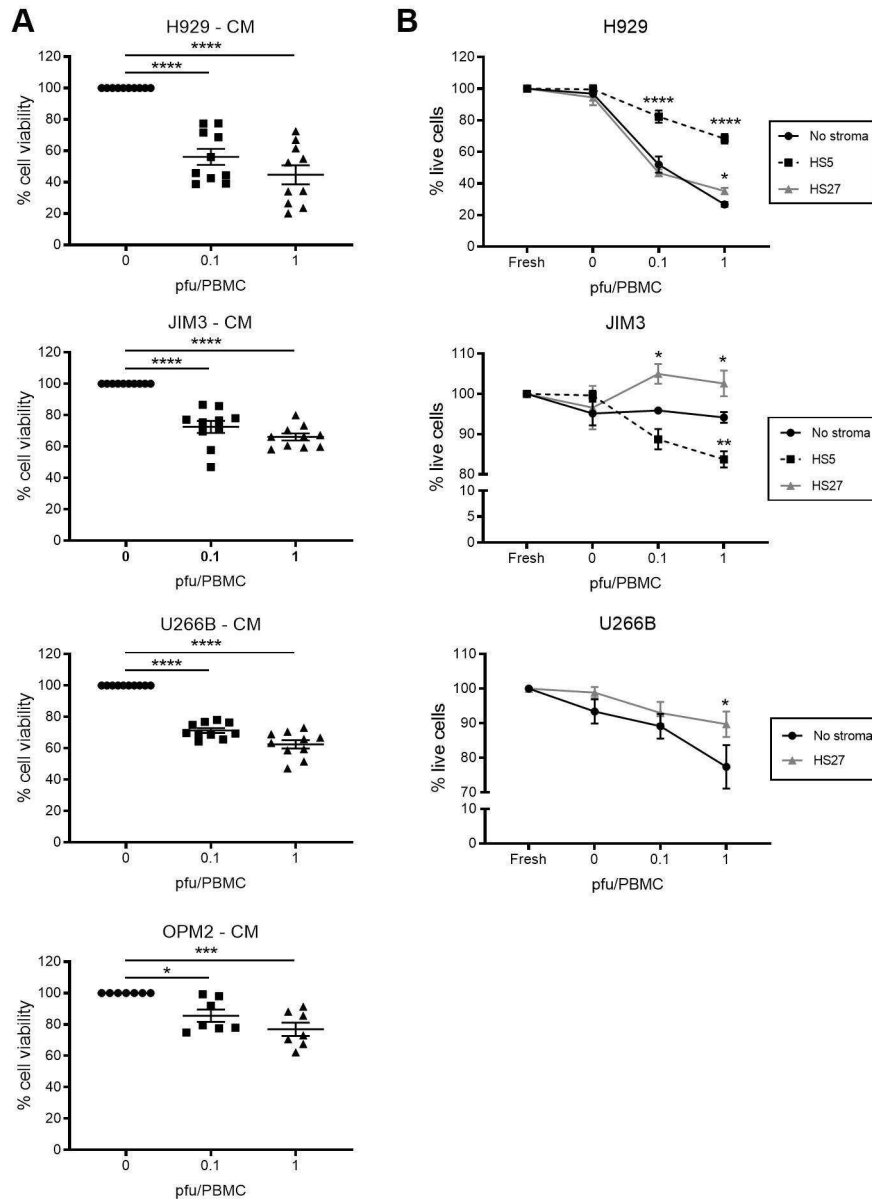 A
H929 - CM
****
****
120
100
80
60
40
20
0
% cell viability
0 0.1 1
pfu/PBMC
JIM3 - CM
****
****
120
100
80
60
40
20
0
% cell viability
0 0.1 1
pfu/PBMC
U266B - CM
****
****
120
100
80
60
40
20
0
% cell viability
0 0.1 1
pfu/PBMC
OPM2 - CM
***
*
120
100
80
60
40
20
0
% cell viability
0 0.1 1
pfu/PBMC
B
H929
120
100
80
60
40
20
0
% live cells
****
****
*
Fresh 0 0.1 1
pfu/PBMC
No stroma
HS5
HS27
JIM3
110
100
90
80
10
5
0
% live cells
*
*
**
Fresh 0 0.1 1
pfu/PBMC
No stroma
HS5
HS27
U266B
110
100
90
80
70
10
0
% live cells
*
Fresh 0 0.1 1
pfu/PBMC
No stroma
HS27